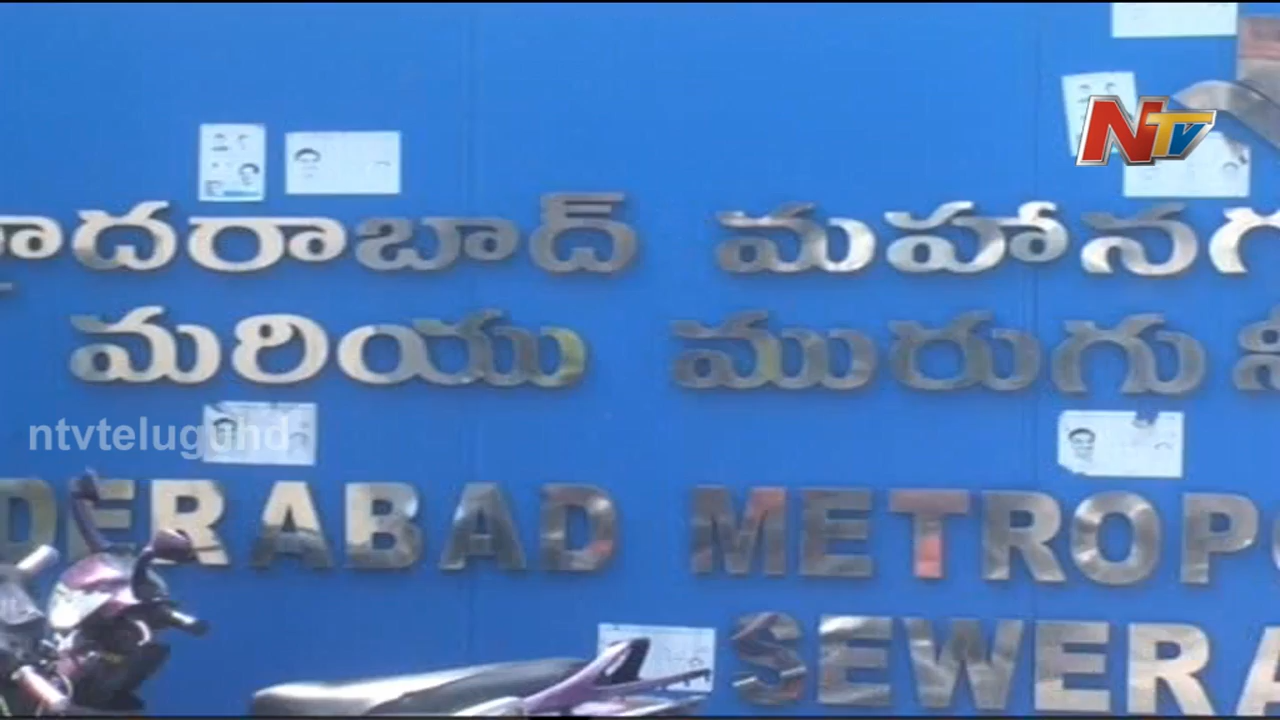 NTV
ాదరాబాద్ మహానగ
మరియు మురుగు
ntvteluguhd
DERABAD METROPO
SEWERA